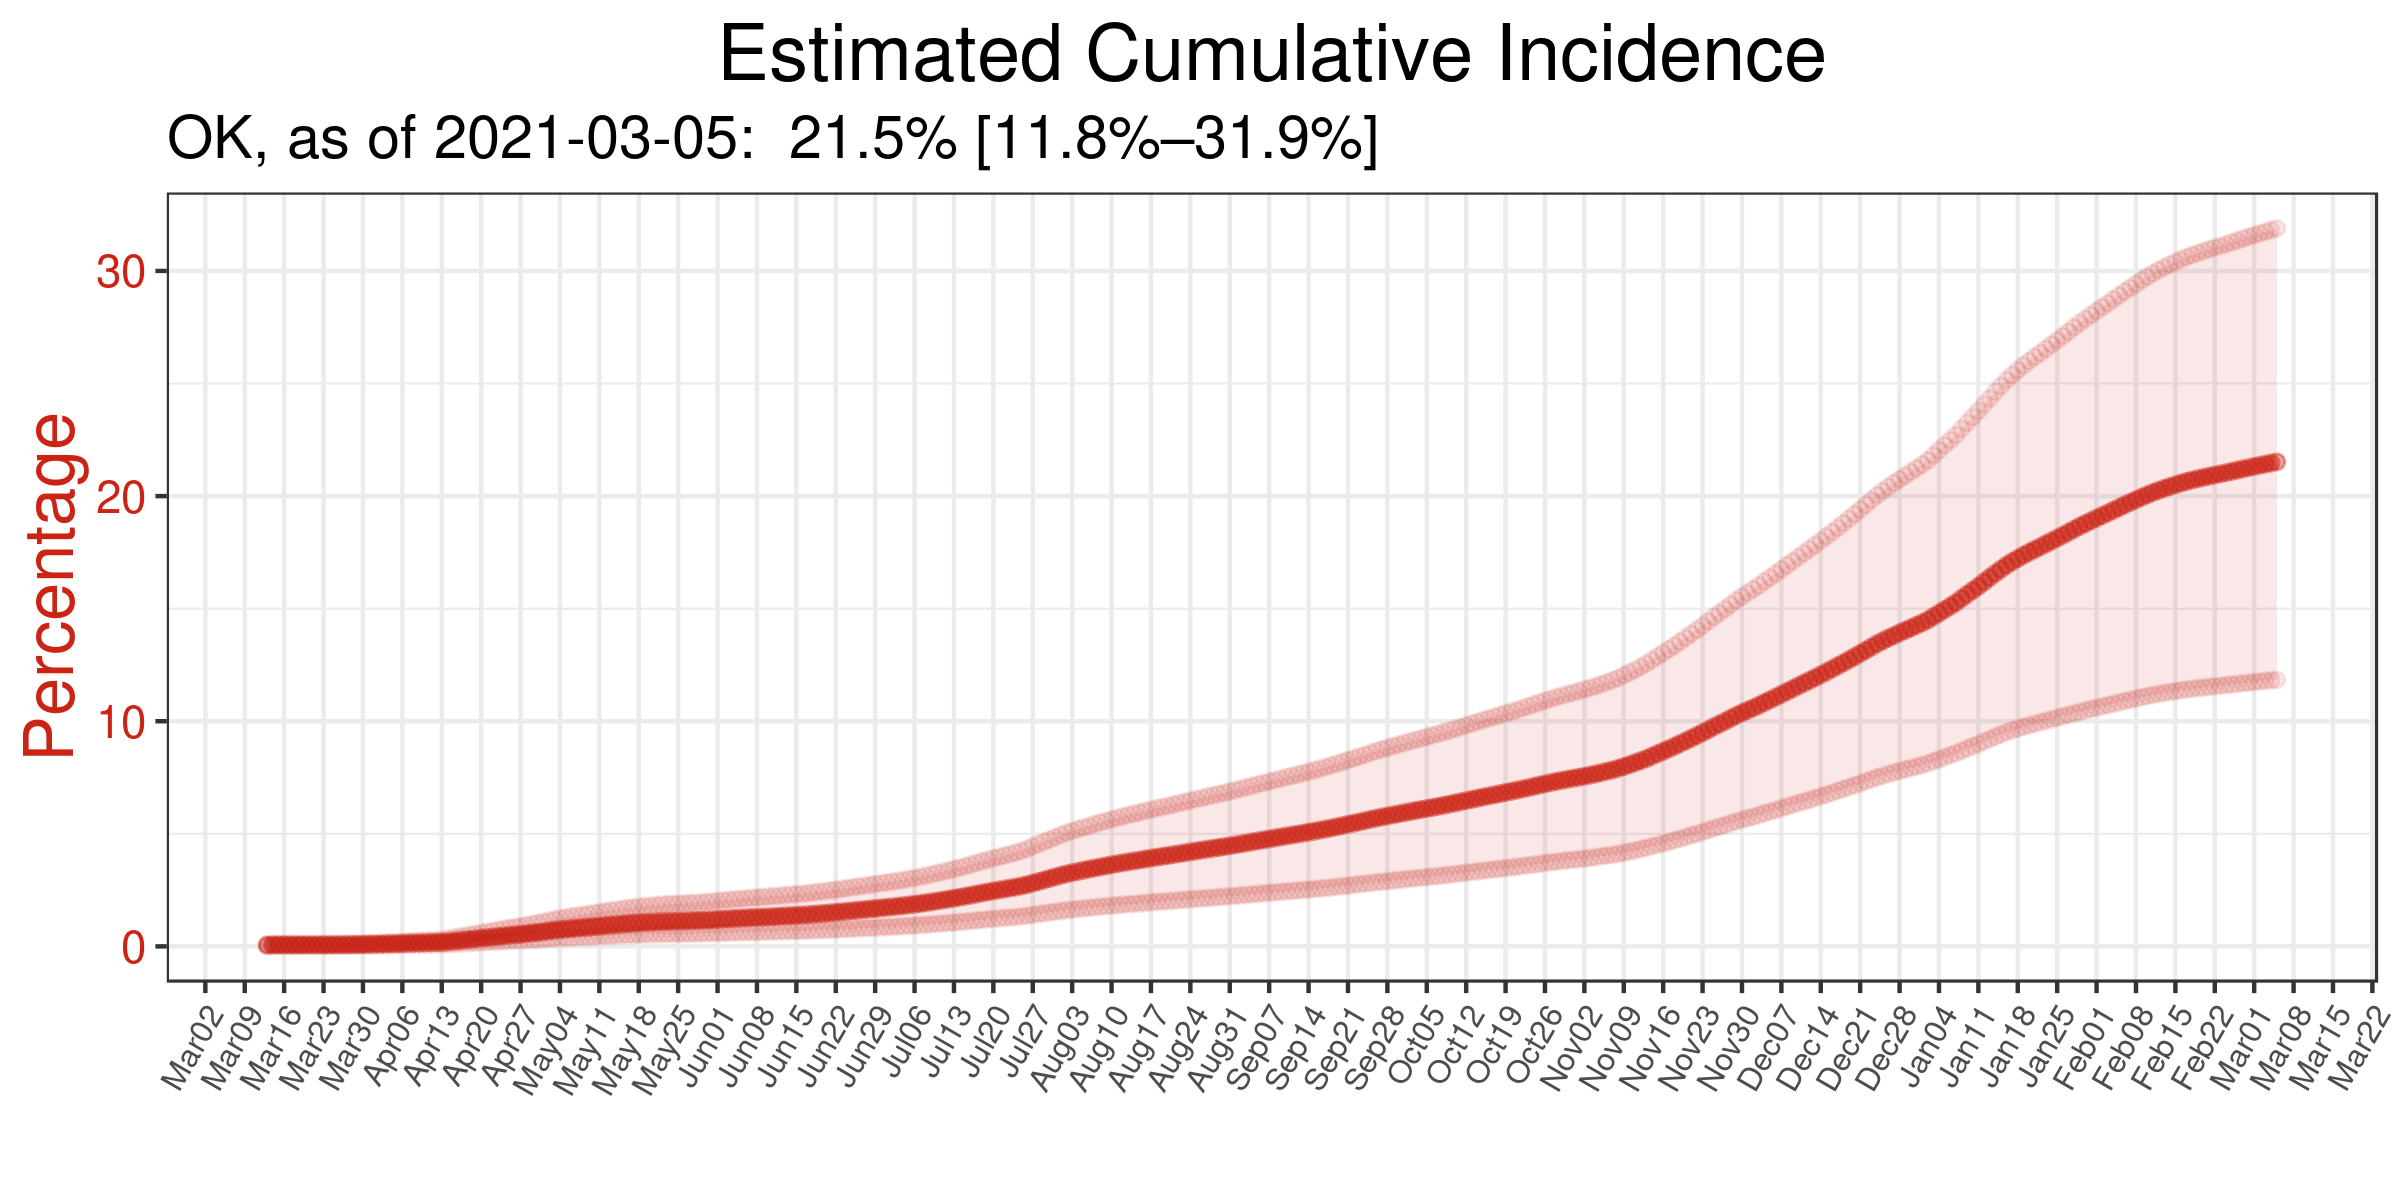 Estimated Cumulative Incidence
OK, as of 2021-03-05:  21.5% [11.8%–31.9%]
Percentage
30
20
10
0
Mar02
Mar09
Mar16
Mar23
Mar30
Apr06
Apr13
Apr20
Apr27
May04
May11
May18
May25
Jun01
Jun08
Jun15
Jun22
Jun29
Jul06
Jul13
Jul20
Jul27
Aug03
Aug10
Aug17
Aug24
Aug31
Sep07
Sep14
Sep21
Sep28
Oct05
Oct12
Oct19
Oct26
Nov02
Nov09
Nov16
Nov23
Nov30
Dec07
Dec14
Dec21
Dec28
Jan04
Jan11
Jan18
Jan25
Feb01
Feb08
Feb15
Feb22
Mar01
Mar08
Mar15
Mar22